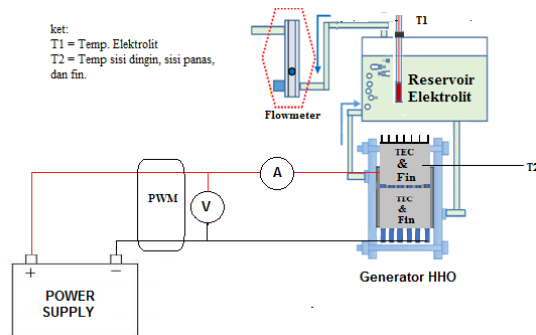 ket:
T1 = Temp. Elektrolit
T2 = Temp sisi dingin, sisi panas,
dan fin.
T1
Flowmeter
Reservoir
Elektrolit
TEC
&
Fin
T2
TEC
&
Fin
A
V
PWM
Generator HHO
+
−
POWER
SUPPLY